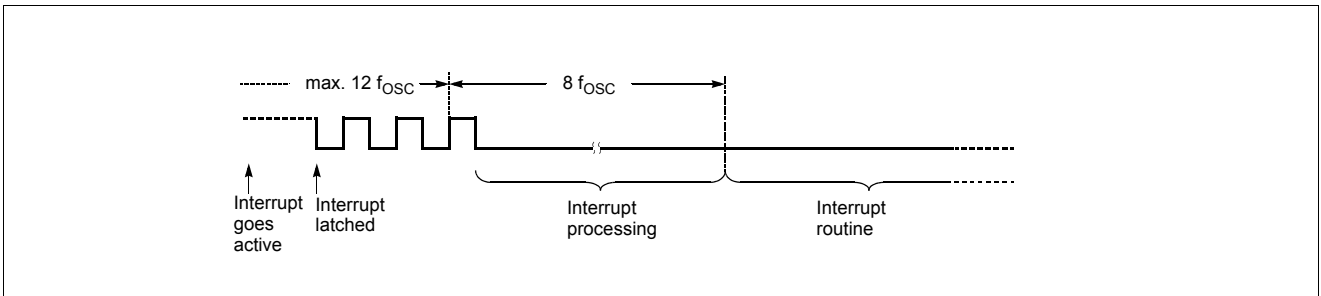 max. 12 fOSC
8 fOSC
Interrupt
goes
active
Interrupt
latched
Interrupt
processing
Interrupt
routine